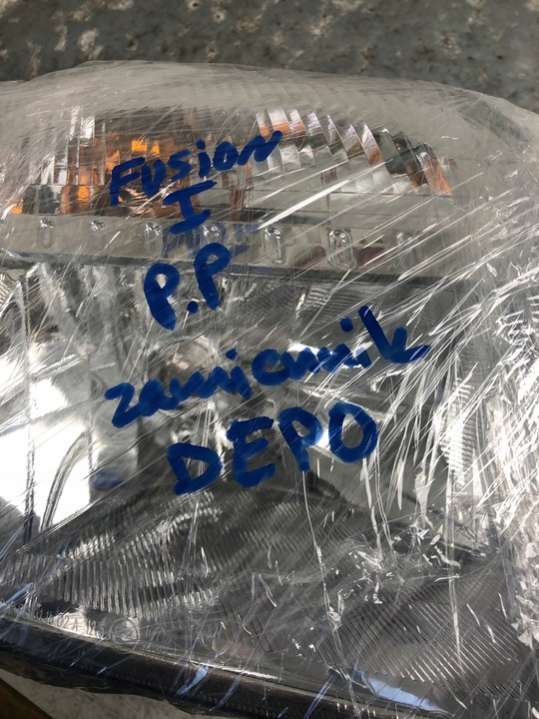 FUSION
I
P.P
zamiennik
DEPO